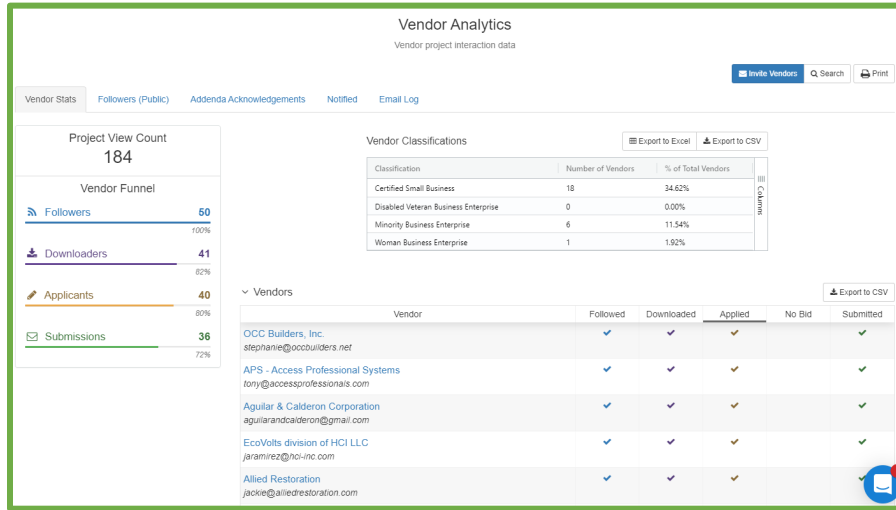 Vendor Analytics
Vendor project interaction data
Invite Vendors
Search
Print
Vendor Stats
Followers (Public)
Addenda Acknowledgements
Notified
Email Log
Project View Count
184
Vendor Funnel
Followers 50
100%
Downloaders 41
82%
Applicants 40
80%
Submissions 36
72%
Vendor Classifications
Export to Excel
Export to CSV
Classification Number of Vendors % of Total Vendors
Certified Small Business 18 34.62%
Disabled Veteran Business Enterprise 0 0.00%
Minority Business Enterprise 6 11.54%
Woman Business Enterprise 1 1.92%
Columns
Vendors
Export to CSV
Vendor Followed Downloaded Applied No Bid Submitted
OCC Builders, Inc.
stephanie@occbuilders.net
APS - Access Professional Systems
tony@accessprofessionals.com
Aguilar & Calderon Corporation
aguilarandcalderon@gmail.com
EcoVolts division of HCI LLC
jaramirez@hci-inc.com
Allied Restoration
jackie@alliedrestoration.com